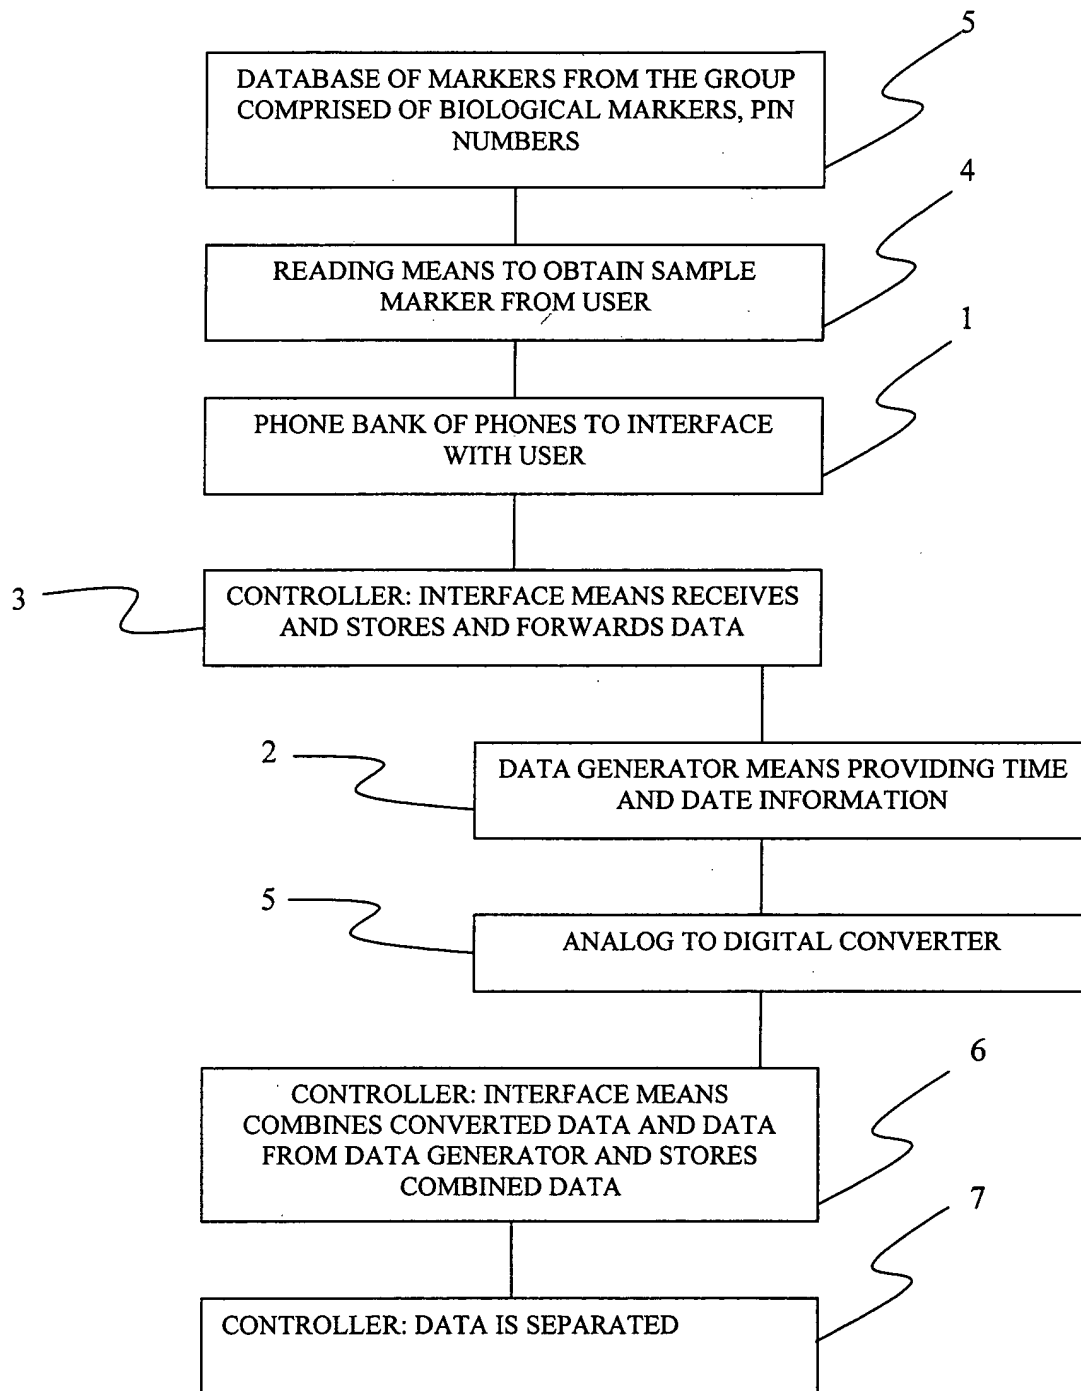 5
DATABASE OF MARKERS FROM THE GROUP
COMPRISED OF BIOLOGICAL MARKERS, PIN
NUMBERS
4
READING MEANS TO OBTAIN SAMPLE
MARKER FROM USER
1
PHONE BANK OF PHONES TO INTERFACE
WITH USER
3
CONTROLLER: INTERFACE MEANS RECEIVES
AND STORES AND FORWARDS DATA
2
DATA GENERATOR MEANS PROVIDING TIME
AND DATE INFORMATION
5
ANALOG TO DIGITAL CONVERTER
6
CONTROLLER: INTERFACE MEANS
COMBINES CONVERTED DATA AND DATA
FROM DATA GENERATOR AND STORES
COMBINED DATA
7
CONTROLLER: DATA IS SEPARATED